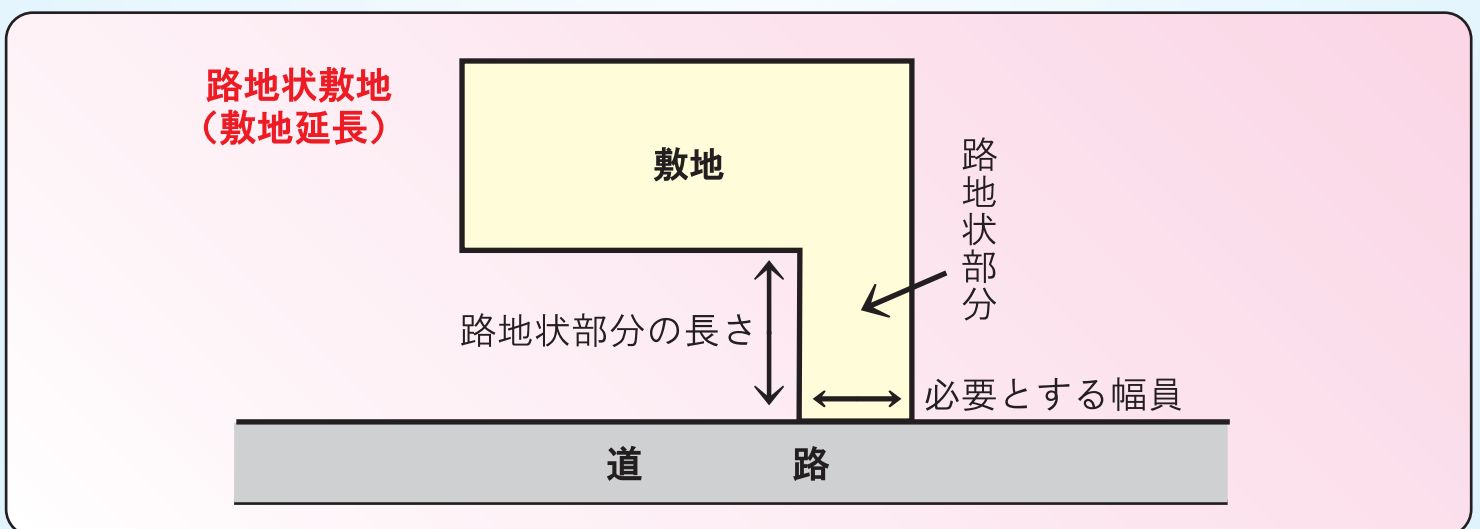 路地状敷地
（敷地延長）
敷地
路地状部分
路地状部分の長さ
必要とする幅員
道　路